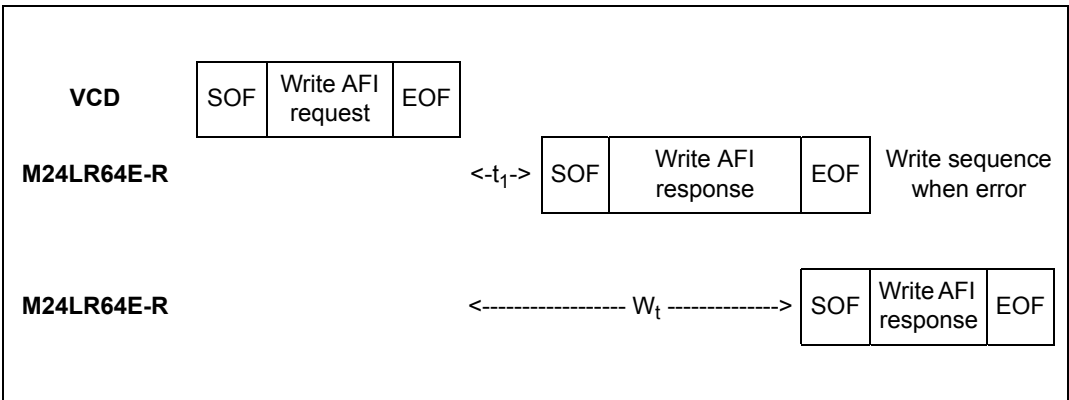 VCD SOF Write AFI request EOF
M24LR64E-R <-t1-> SOF Write AFI response EOF Write sequence when error
M24LR64E-R <------------------ Wt --------------> SOF Write AFI response EOF